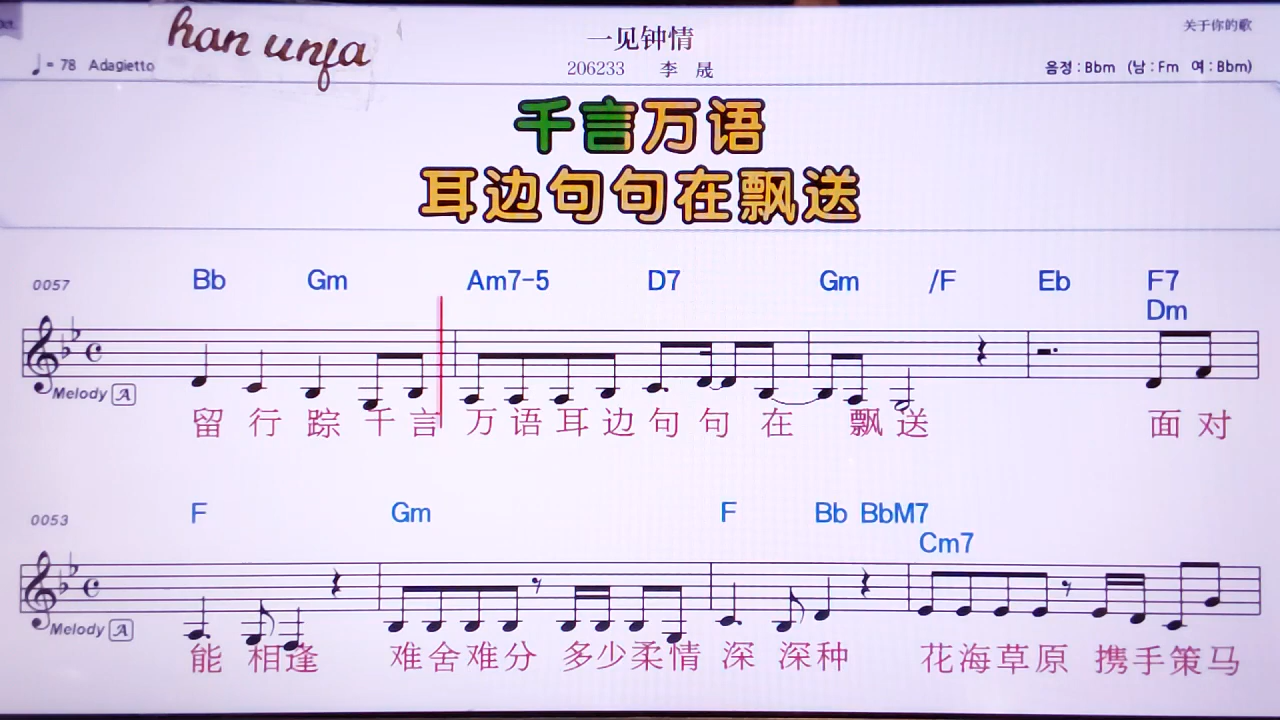 han unfa
一见钟情
关于你的歌
♩= 78 Adagietto
206233 李 晟
음정 : Bbm (남 : Fm 여 : Bbm)
千言万语
耳边句句在飘送
0057
Bb Gm Am7-5 D7 Gm /F Eb F7
Dm
Melody A
留 行 踪 千 言 万 语 耳 边 句 句 在 飘 送 面 对
0053
F Gm F Bb BbM7
Cm7
Melody A
能 相 逢 难 舍 难 分 多 少 柔 情 深 深 种 花 海 草 原 携 手 策 马